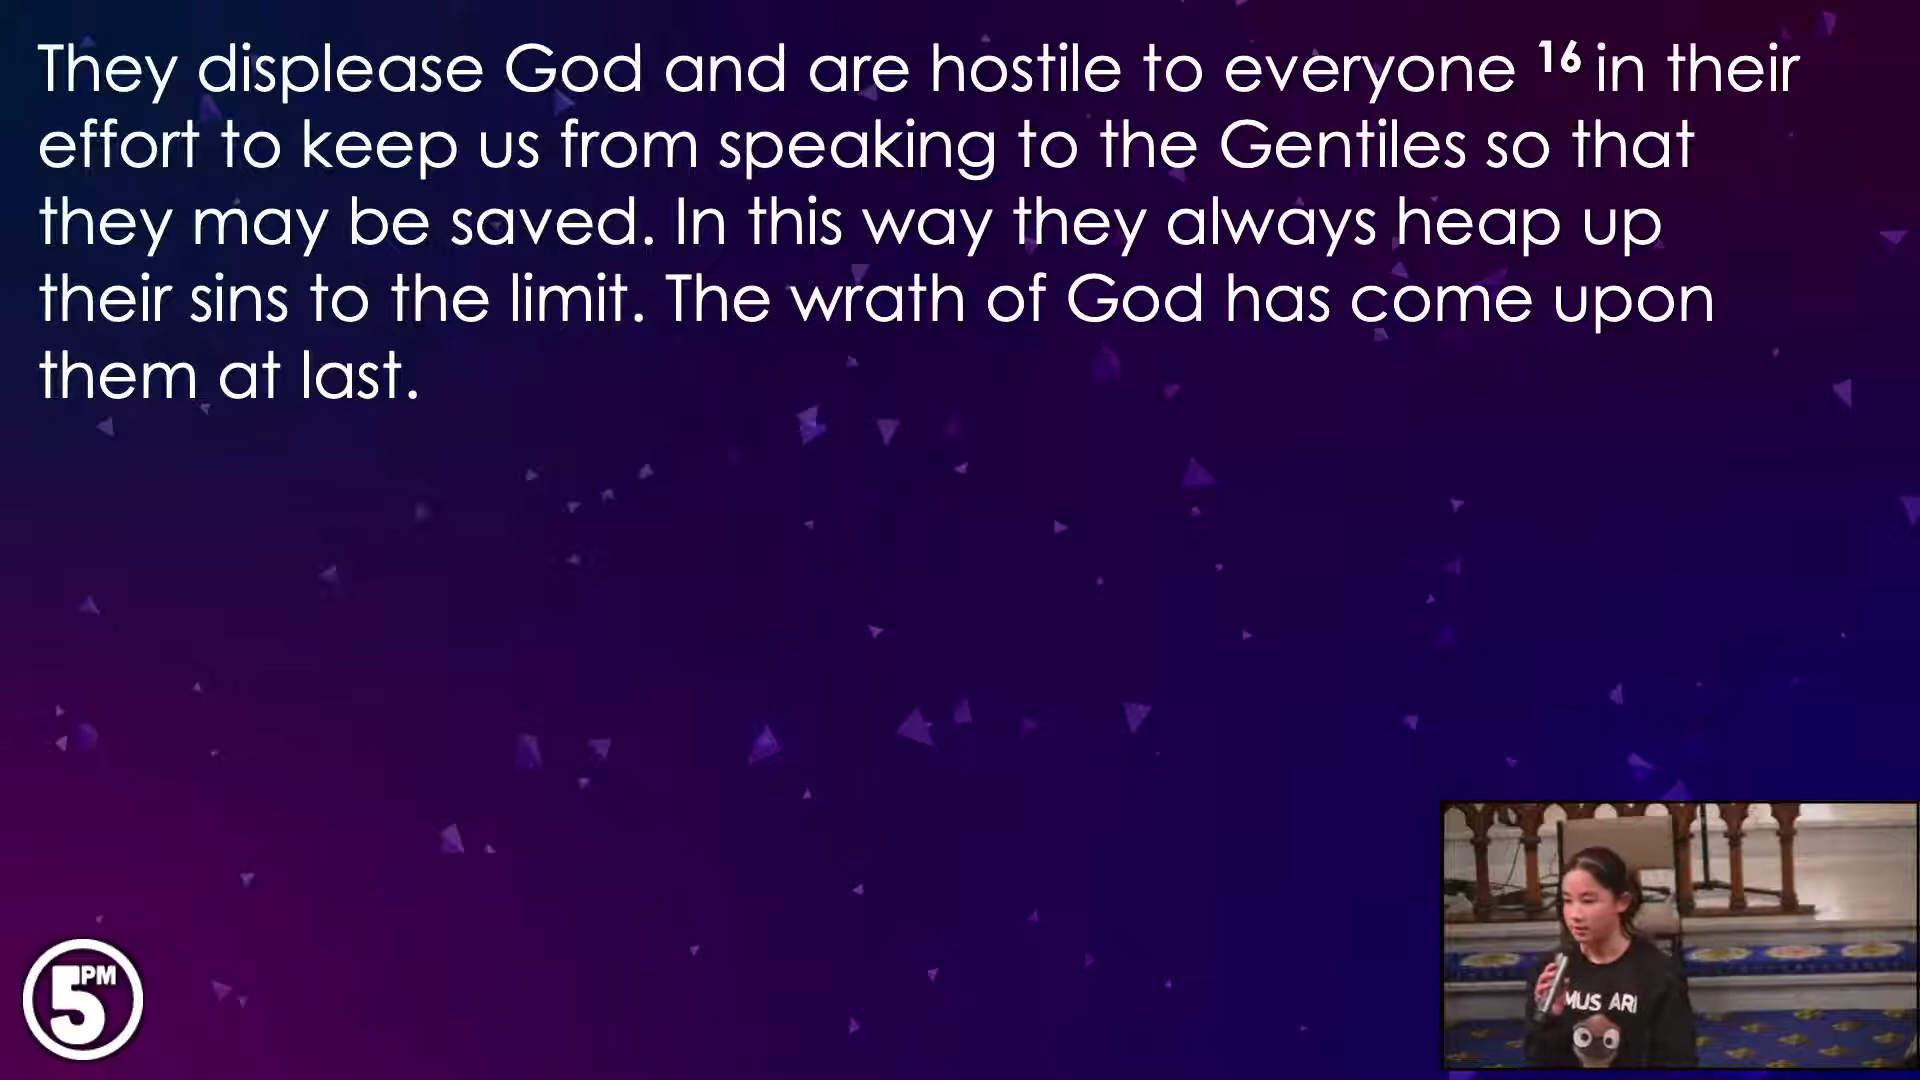 They displease God and are hostile to everyone 16 in their
effort to keep us from speaking to the Gentiles so that
they may be saved. In this way they always heap up
their sins to the limit. The wrath of God has come upon
them at last.
5PM
MUS ARI